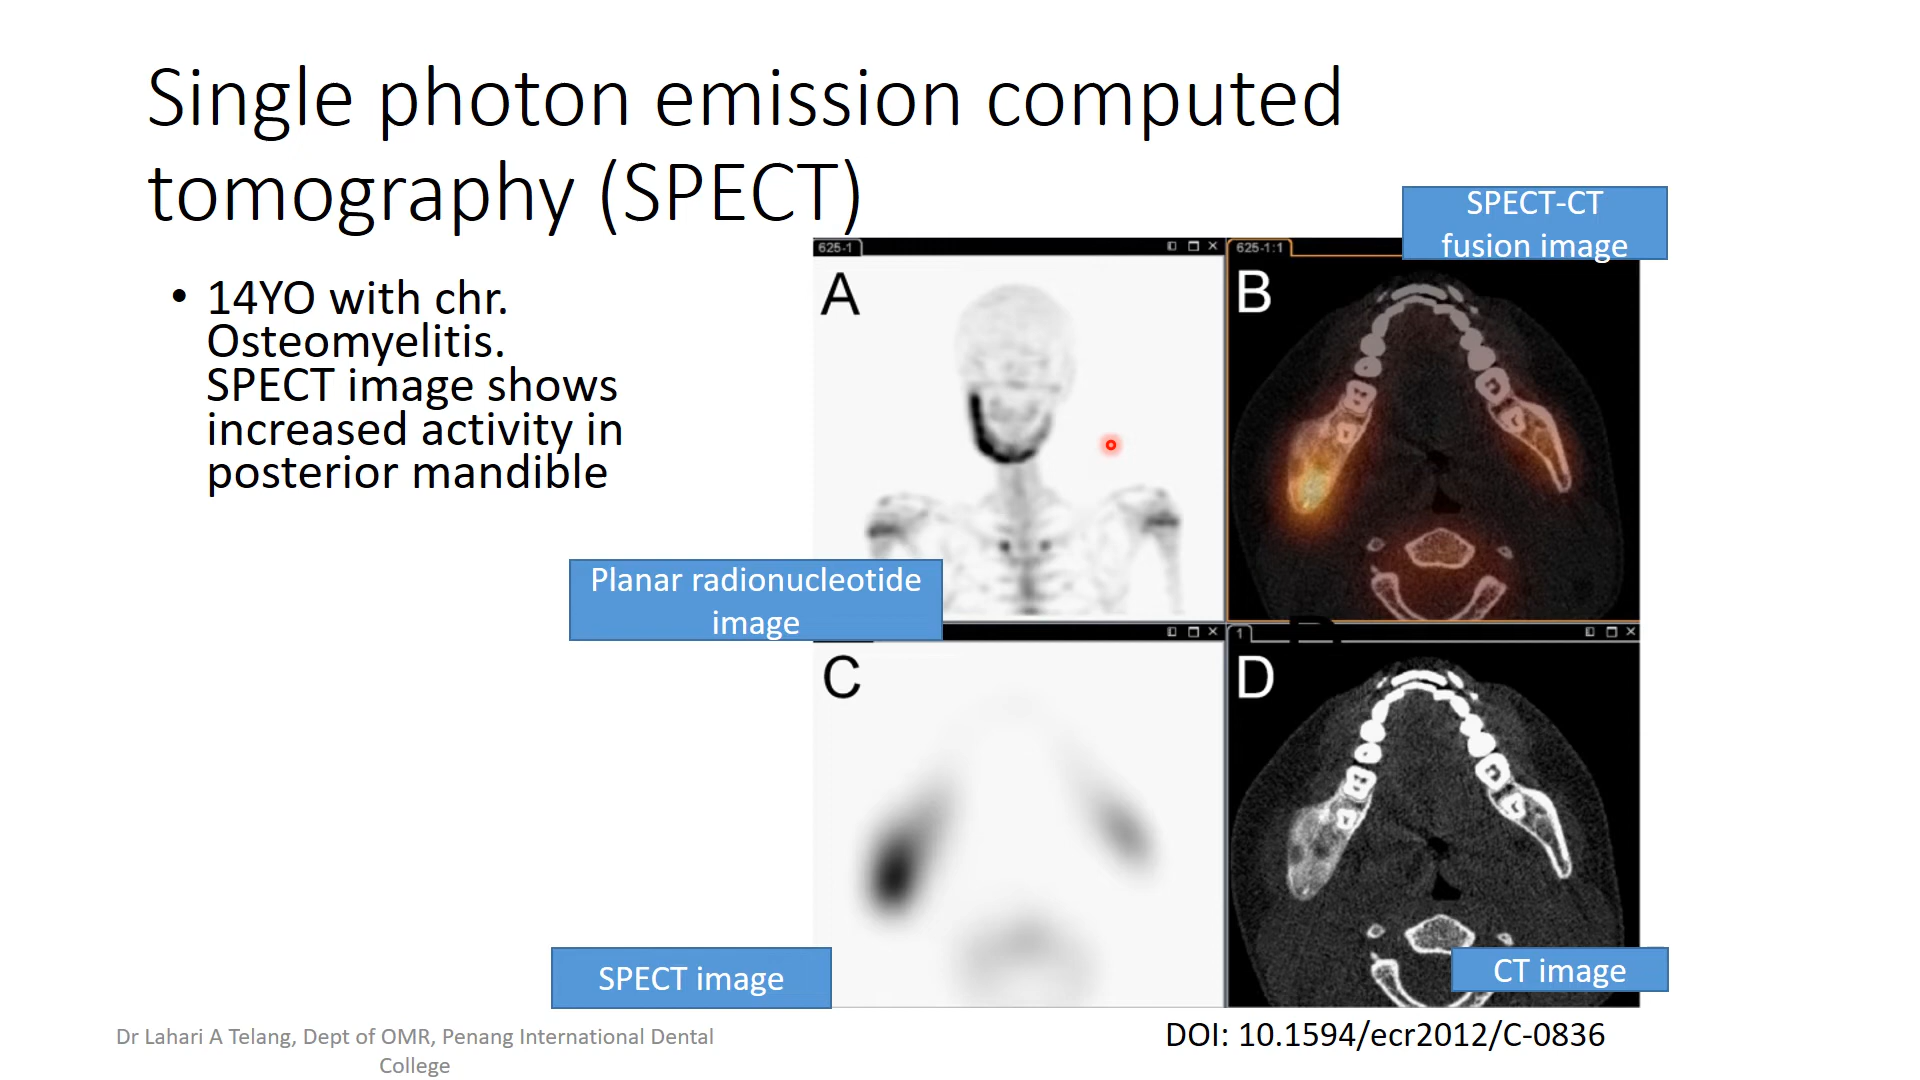 Single photon emission computed
tomography (SPECT)
• 14YO with chr.
Osteomyelitis.
SPECT image shows
increased activity in
posterior mandible
SPECT-CT
fusion image
625-1
625-1:1
A
B
Planar radionucleotide
image
1
C
D
SPECT image
CT image
Dr Lahari A Telang, Dept of OMR, Penang International Dental
College
DOI: 10.1594/ecr2012/C-0836